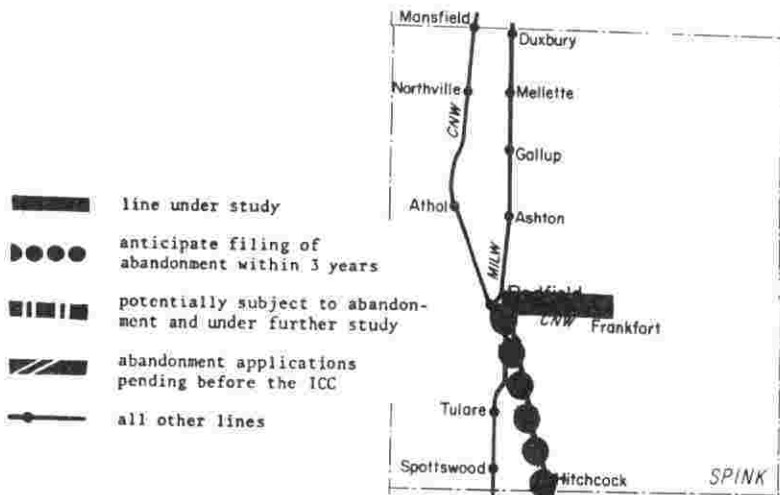 Mansfield
Duxbury
Northville
CNW
Mellette
Gallup
Athol
Ashton
MILW
Redfield
CNW
Frankfort
Tulare
Spottswood
Hitchcock
SPINK
line under study
anticipate filing of
abandonment within 3 years
potentially subject to abandon-
ment and under further study
abandonment applications
pending before the ICC
all other lines